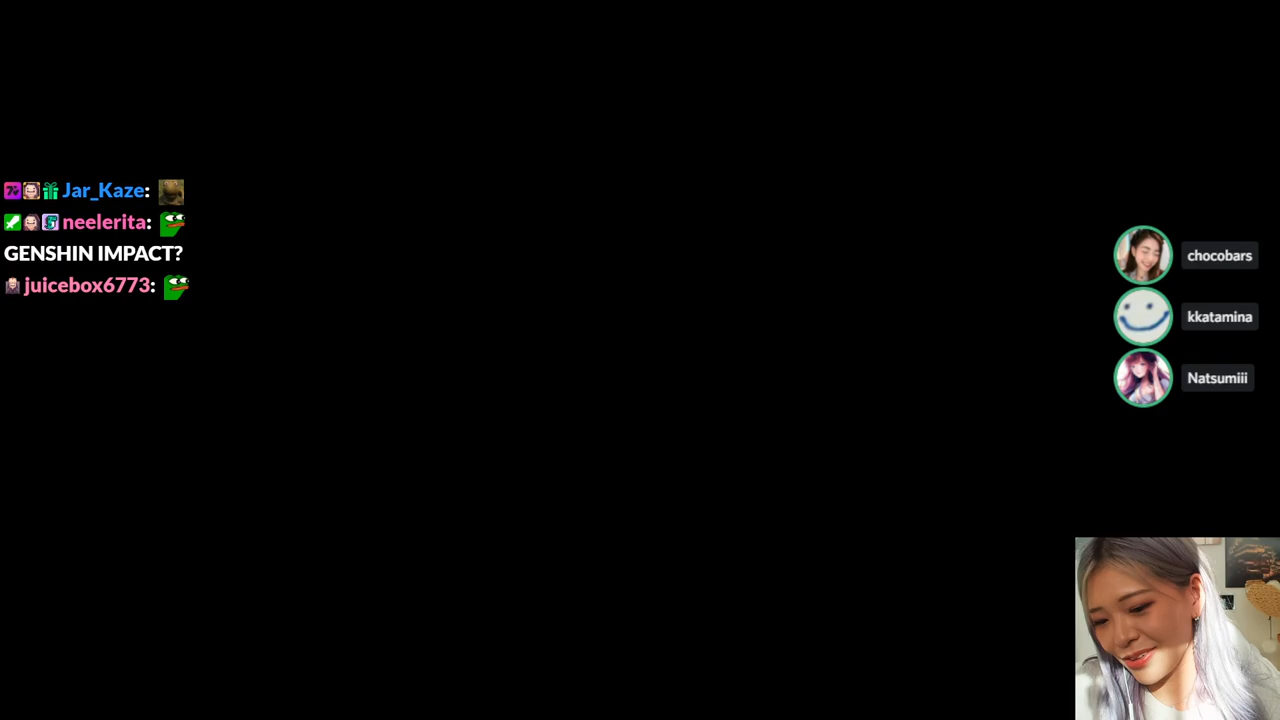 Jar_Kaze:
neelerita:
GENSHIN IMPACT?
juicebox6773:
chocobars
kkatamina
Natsumiii